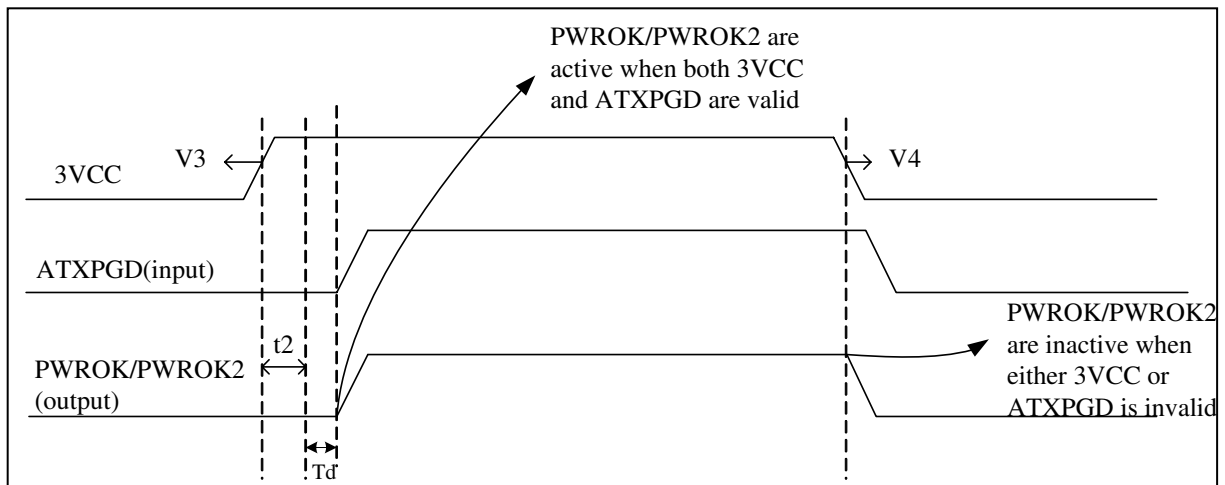 PWROK/PWROK2 are
active when both 3VCC
and ATXPGD are valid
V3
V4
3VCC
ATXPGD(input)
PWROK/PWROK2
are inactive when
either 3VCC or
ATXPGD is invalid
t2
PWROK/PWROK2
(output)
Td